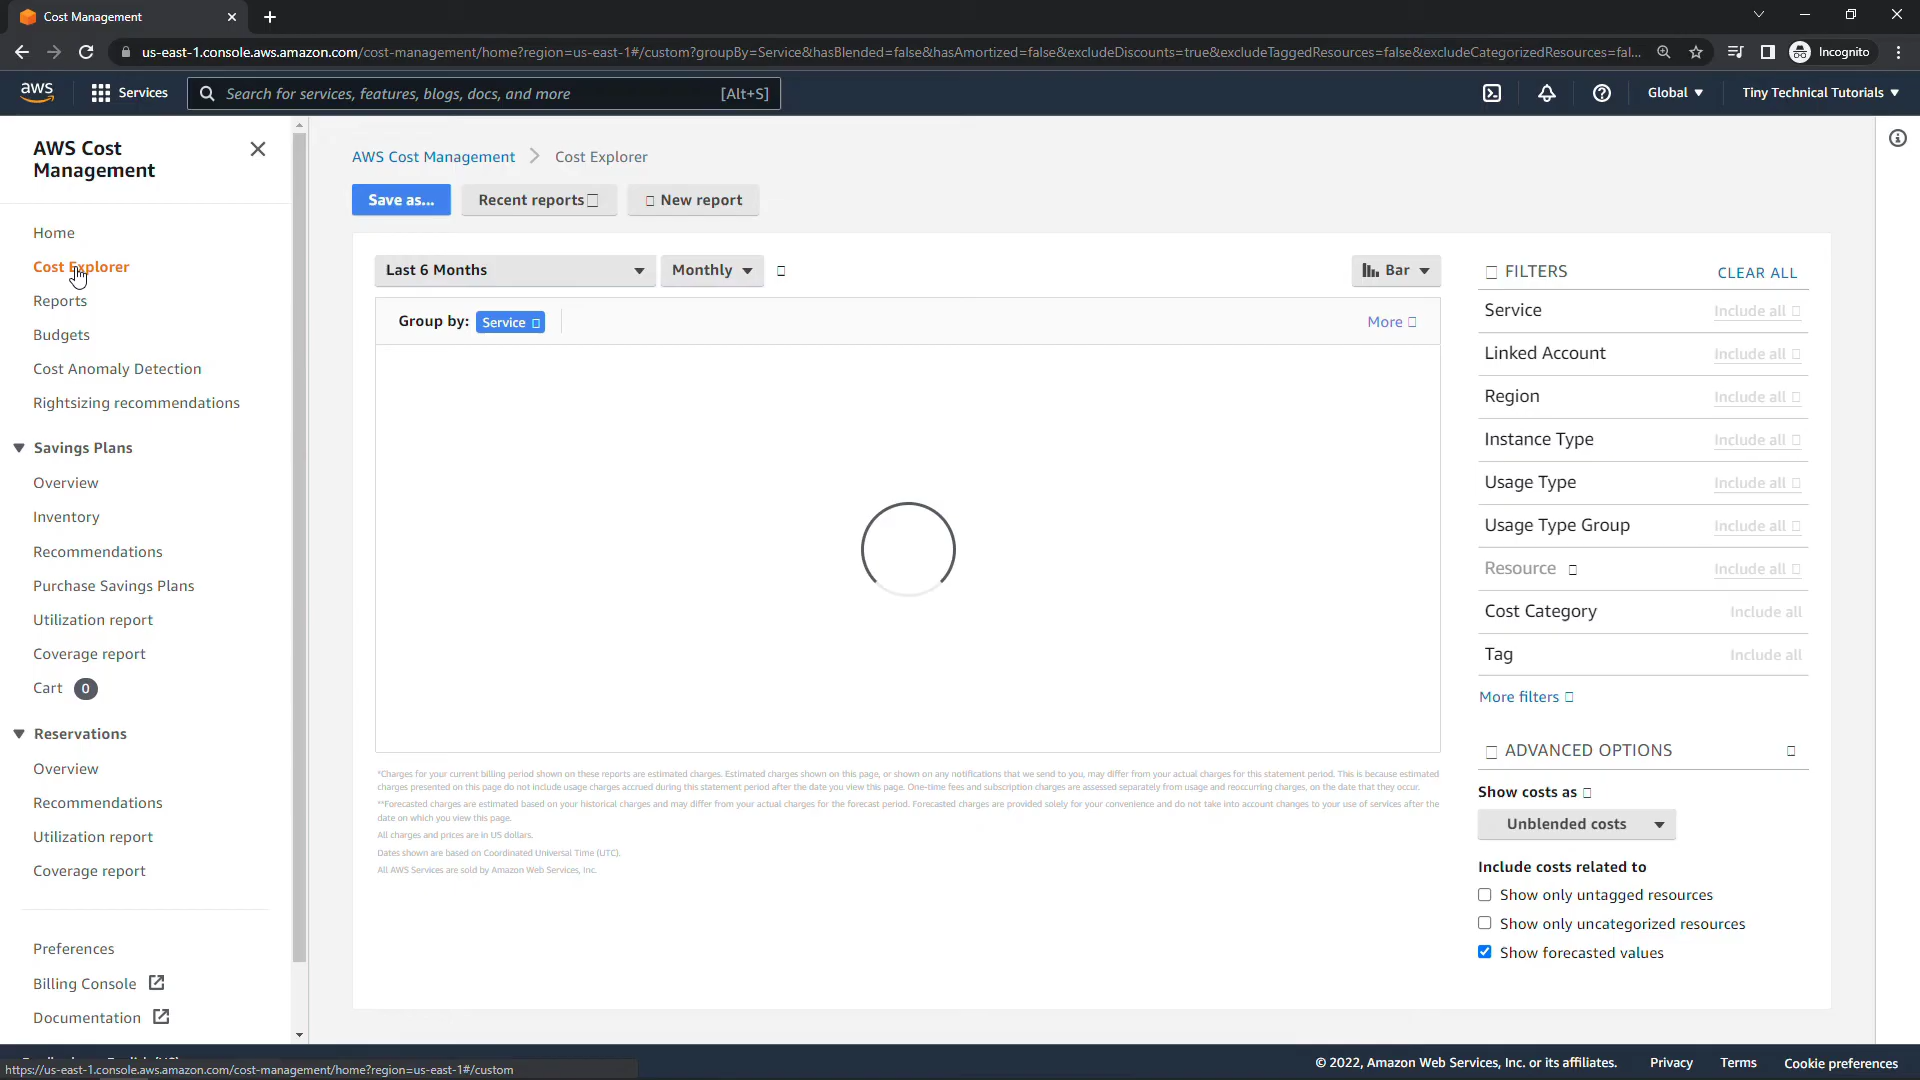 Cost Management
us-east-1.console.aws.amazon.com/cost-management/home?region=us-east-1#/custom?groupBy=Service&hasBlended=false&hasAmortized=false&excludeDiscounts=true&excludeTaggedResources=false&excludeCategorizedResources=fal...
Incognito
aws
Services
Search for services, features, blogs, docs, and more
[Alt+S]
Global
Tiny Technical Tutorials
AWS Cost
Management
Home
Cost Explorer
Reports
Budgets
Cost Anomaly Detection
Rightsizing recommendations
Savings Plans
Overview
Inventory
Recommendations
Purchase Savings Plans
Utilization report
Coverage report
Cart 0
Reservations
Overview
Recommendations
Utilization report
Coverage report
Preferences
Billing Console
Documentation
AWS Cost Management > Cost Explorer
Save as...
Recent reports
New report
Last 6 Months
Monthly
Bar
Group by: Service
More
*Charges for your current billing period shown on these reports are estimated charges. Estimated charges shown on this page, or shown on any notifications that we send to you, may differ from your actual charges for this statement period. This is because estimated
charges presented on this page do not include usage charges accrued during this statement period after the date you view this page. One-time fees and subscription charges are assessed separately from usage and reoccurring charges, on the date that they occur.
**Forecasted charges are estimated based on your historical charges and may differ from your actual charges for the forecast period. Forecasted charges are provided solely for your convenience and do not take into account changes to your use of services after the
date on which you view this page.
All charges and prices are in US dollars.
Dates shown are based on Coordinated Universal Time (UTC).
All AWS Services are sold by Amazon Web Services, Inc.
FILTERS
CLEAR ALL
Service Include all
Linked Account Include all
Region Include all
Instance Type Include all
Usage Type Include all
Usage Type Group Include all
Resource Include all
Cost Category Include all
Tag Include all
More filters
ADVANCED OPTIONS
Show costs as
Unblended costs
Include costs related to
Show only untagged resources
Show only uncategorized resources
Show forecasted values
https://us-east-1.console.aws.amazon.com/cost-management/home?region=us-east-1#/custom
© 2022, Amazon Web Services, Inc. or its affiliates.
Privacy
Terms
Cookie preferences